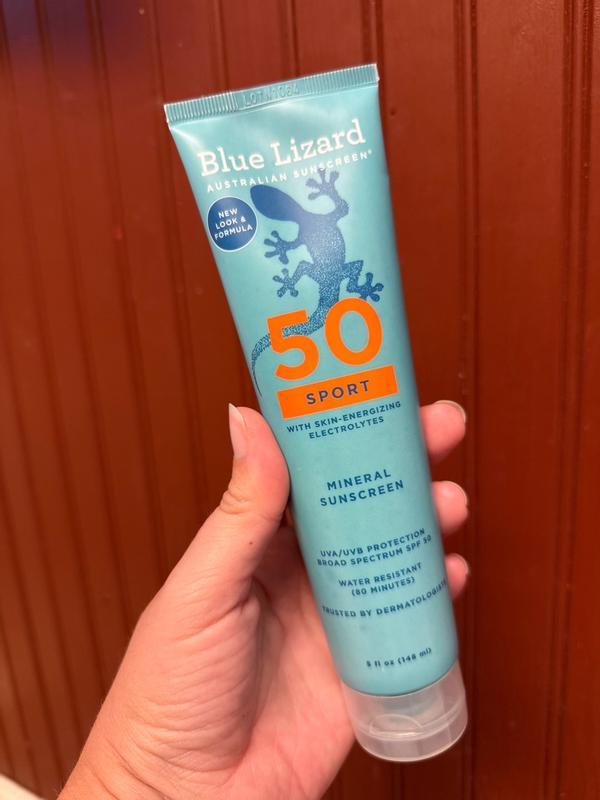 Blue Lizard
AUSTRALIAN SUNSCREEN®
NEW
LOOK &
FORMULA
50
SPORT
WITH SKIN-ENERGIZING
ELECTROLYTES
MINERAL
SUNSCREEN
UVA/UVB PROTECTION
BROAD SPECTRUM SPF 50
WATER RESISTANT
(80 MINUTES)
TRUSTED BY DERMATOLOGISTS
5 fl oz (148 ml)